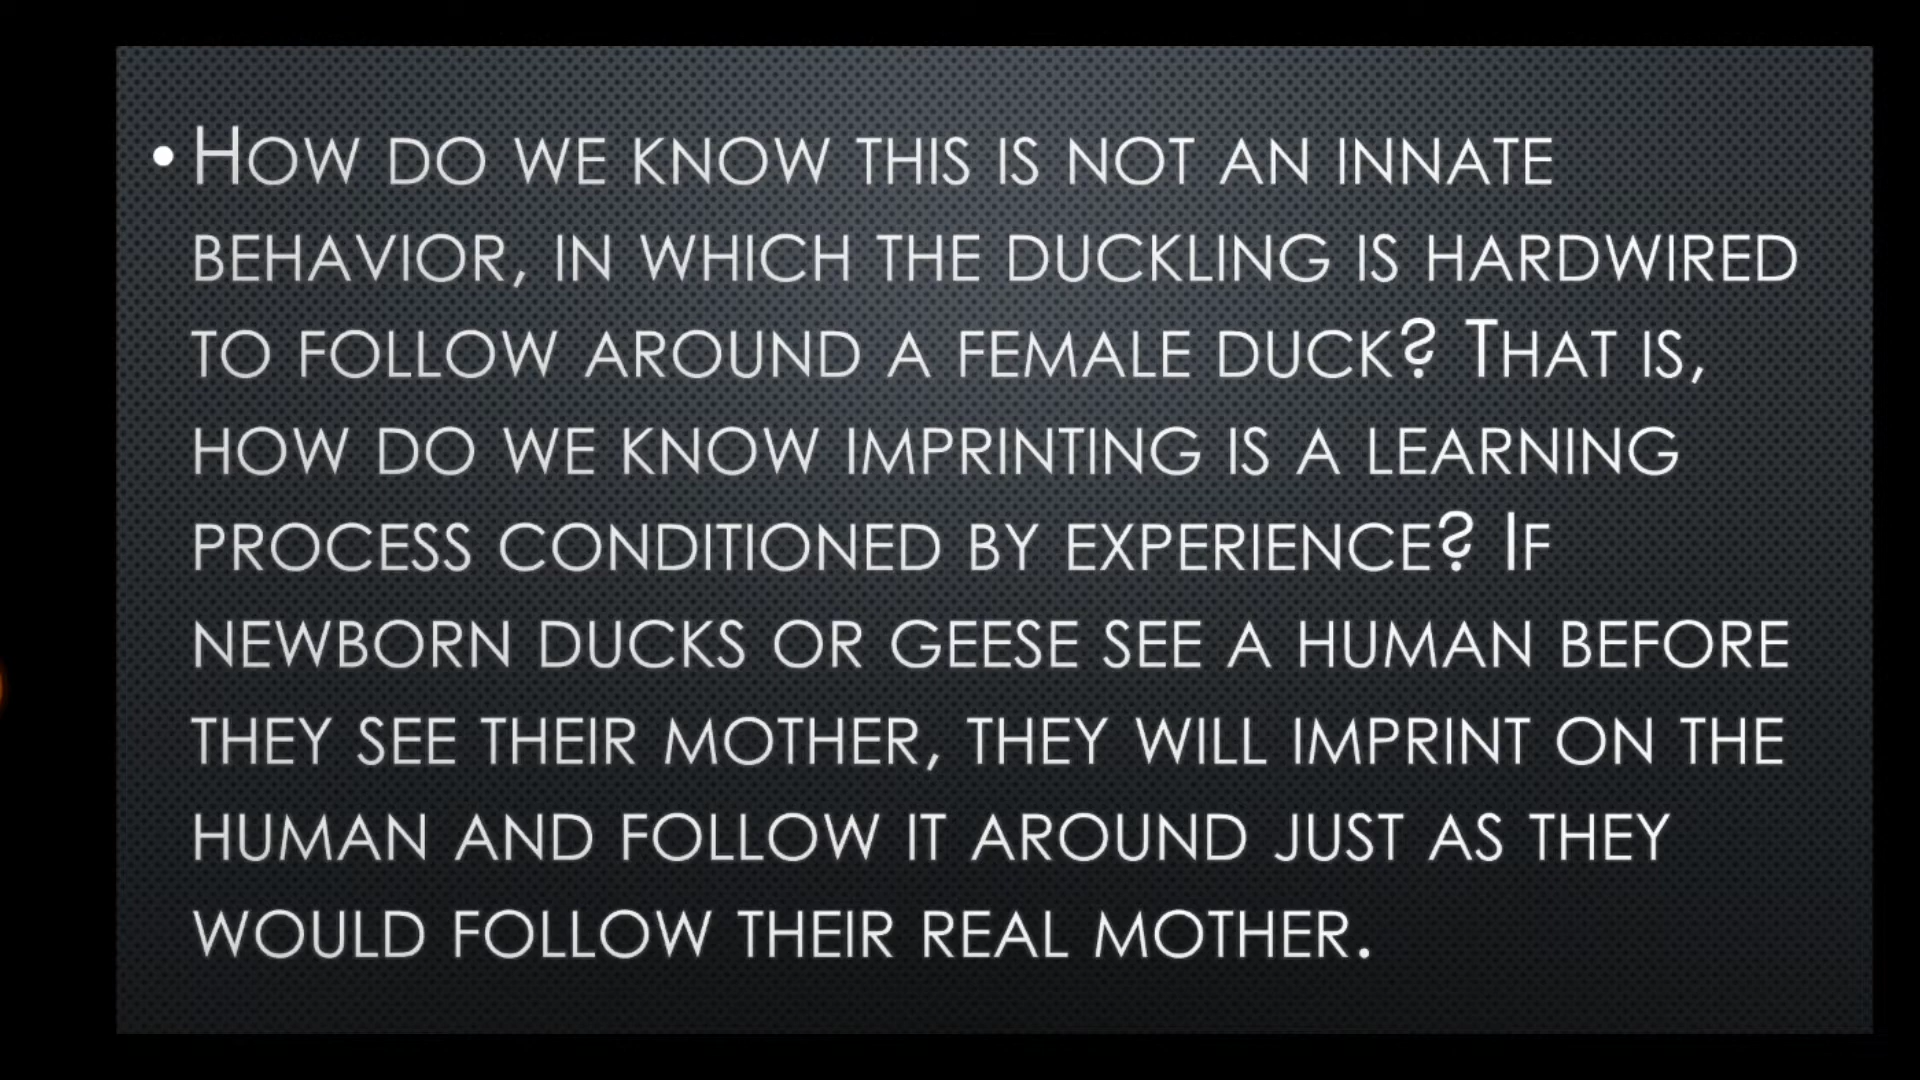 • HOW DO WE KNOW THIS IS NOT AN INNATE
BEHAVIOR, IN WHICH THE DUCKLING IS HARDWIRED
TO FOLLOW AROUND A FEMALE DUCK? THAT IS,
HOW DO WE KNOW IMPRINTING IS A LEARNING
PROCESS CONDITIONED BY EXPERIENCE? IF
NEWBORN DUCKS OR GEESE SEE A HUMAN BEFORE
THEY SEE THEIR MOTHER, THEY WILL IMPRINT ON THE
HUMAN AND FOLLOW IT AROUND JUST AS THEY
WOULD FOLLOW THEIR REAL MOTHER.